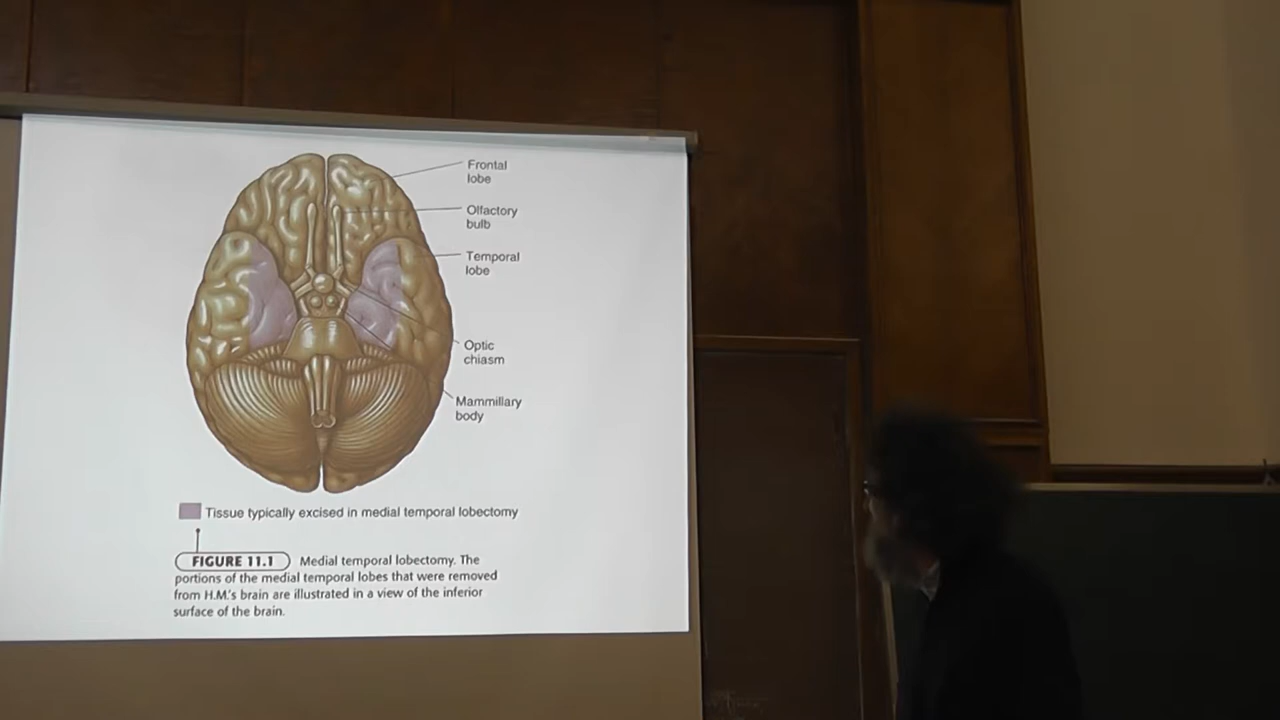 Frontal
lobe
Olfactory
bulb
Temporal
lobe
Optic
chiasm
Mammillary
body
Tissue typically excised in medial temporal lobectomy
FIGURE 11.1 Medial temporal lobectomy. The
portions of the medial temporal lobes that were removed
from H.M.'s brain are illustrated in a view of the inferior
surface of the brain.